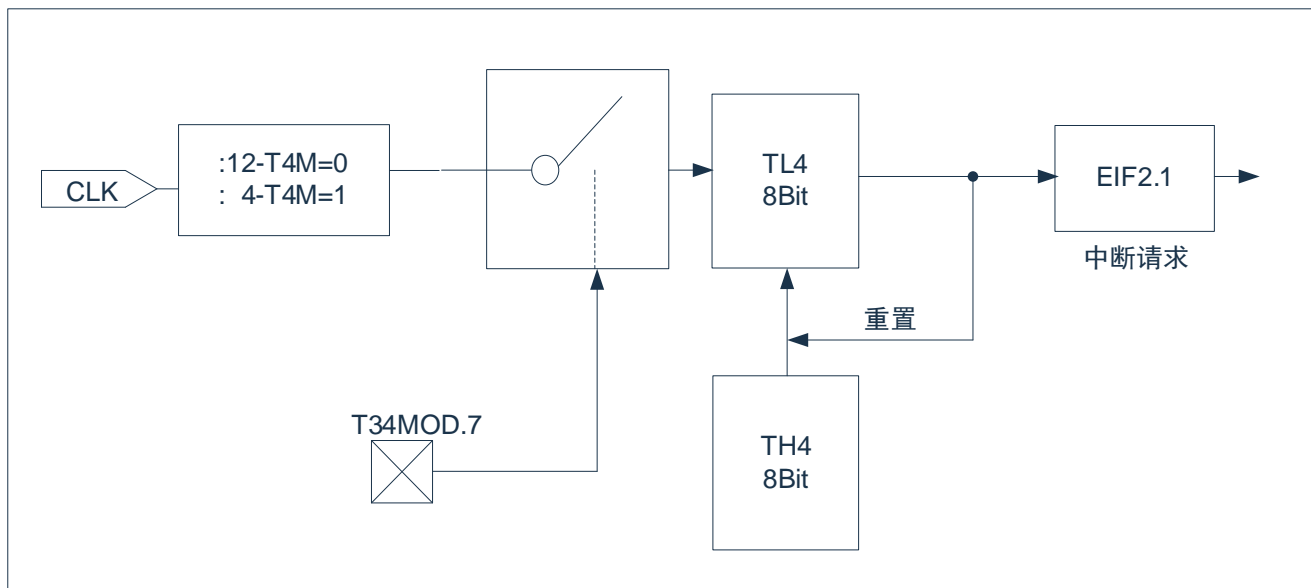 CLK
:12-T4M=0
: 4-T4M=1
TL4
8Bit
EIF2.1
中断请求
重置
T34MOD.7
TH4
8Bit